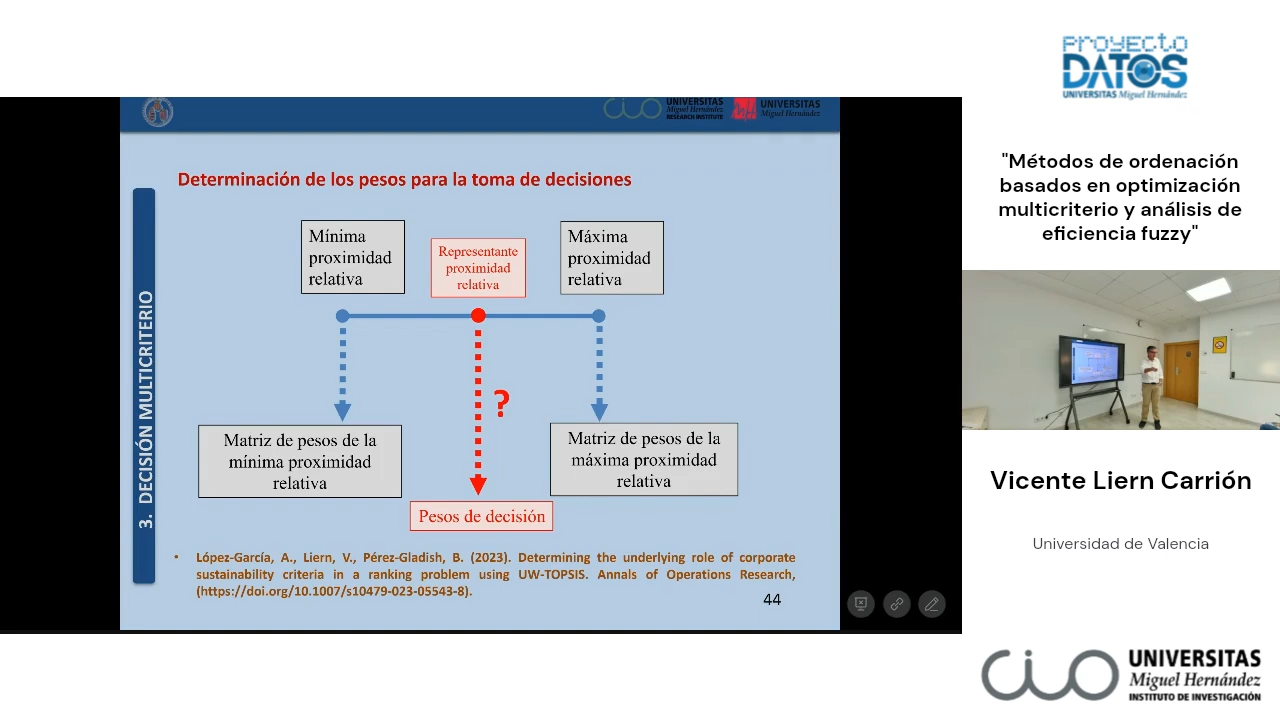 UNIVERSITAS
Miguel Hernández
RESEARCH INSTITUTE
UNIVERSITAS
Miguel Hernández
Determinación de los pesos para la toma de decisiones
3. DECISIÓN MULTICRITERIO
Mínima
proximidad
relativa
Representante
proximidad
relativa
Máxima
proximidad
relativa
?
Matriz de pesos de la
mínima proximidad
relativa
Matriz de pesos de la
máxima proximidad
relativa
Pesos de decisión
• López-García, A., Liern, V., Pérez-Gladish, B. (2023). Determining the underlying role of corporate
sustainability criteria in a ranking problem using UW-TOPSIS. Annals of Operations Research,
(https://doi.org/10.1007/s10479-023-05543-8).
44
PROYECTO
DATOS
UNIVERSITAS Miguel Hernández
"Métodos de ordenación
basados en optimización
multicriterio y análisis de
eficiencia fuzzy"
Vicente Liern Carrión
Universidad de Valencia
CIO
UNIVERSITAS
Miguel Hernández
INSTITUTO DE INVESTIGACIÓN